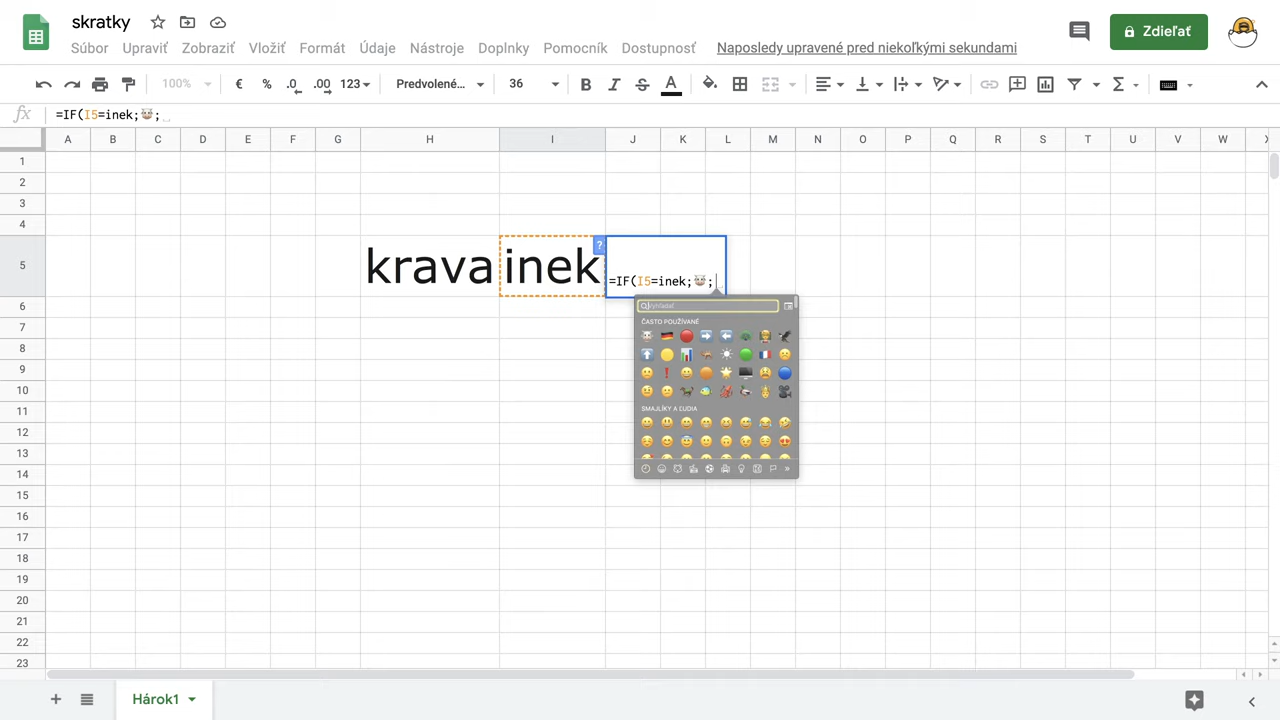 skratky
Súbor Upraviť Zobraziť Vložiť Formát Údaje Nástroje Doplnky Pomocník Dostupnosť Naposledy upravené pred niekoľkými sekundami
Zdieľať
100% € % .0 .00 123 Predvolené... 36 B I S A
fx =IF(I5=inek;🐮;
A B C D E F G H I J K L M N O P Q R S T U V W X
1
2
3
4
5 krava inek ? =IF(I5=inek;🐮;
6
Vyhľadať
7
ČASTO POUŽÍVANÉ
8
9
10
11
SMAJLÍKY A ĽUDIA
12
13
14
15
16
17
18
19
20
21
22
23
Hárok1